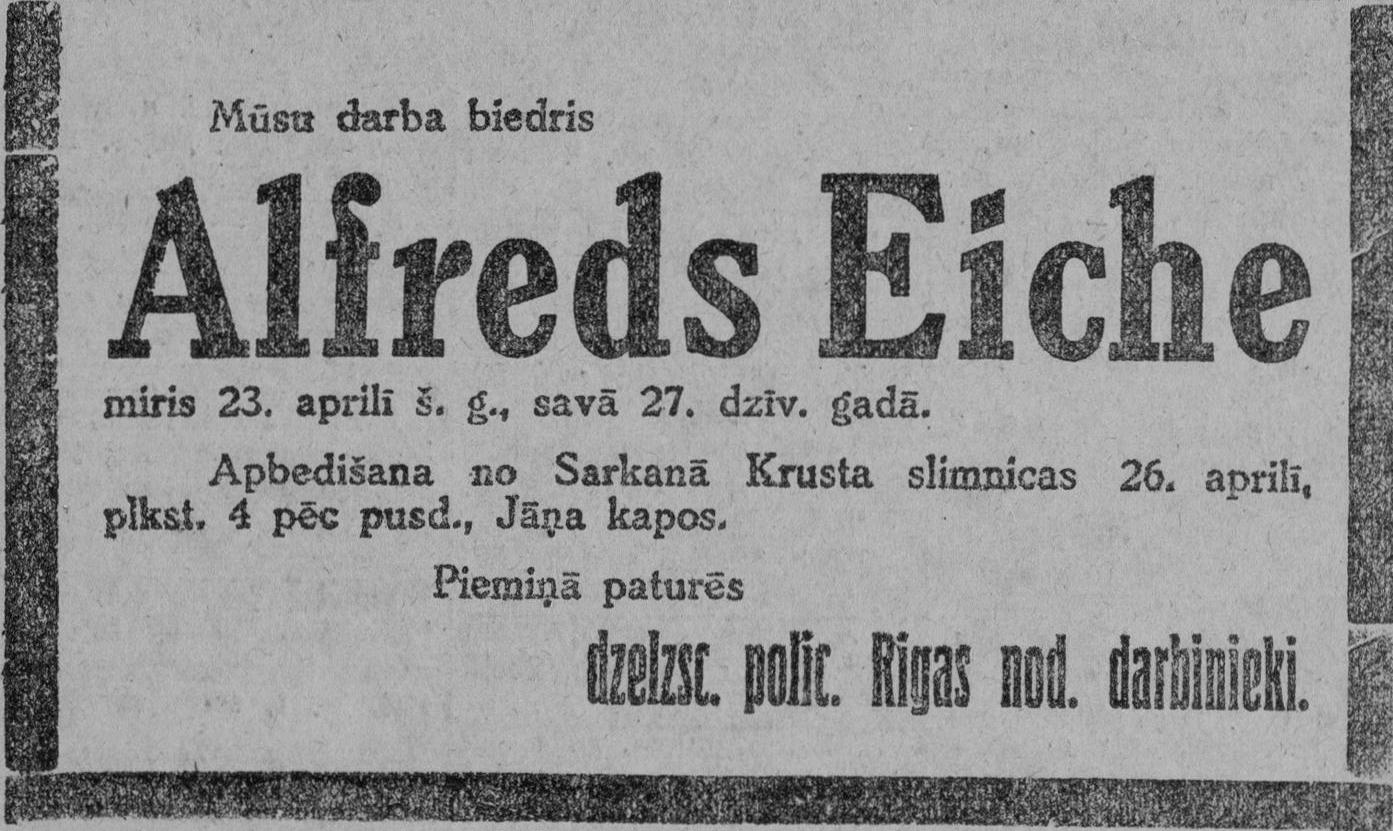 Mūsu darba biedris
Alfreds Eiche
miris 23. aprilī š. g., savā 27. dzīv. gadā.
Apbedišana no Sarkanā Krusta slimnicas 26. aprilī,
plkst. 4 pēc pusd., Jāņa kapos.
Piemiņā paturēs
dzelzsc. polic. Rigas nod. darbinieki.